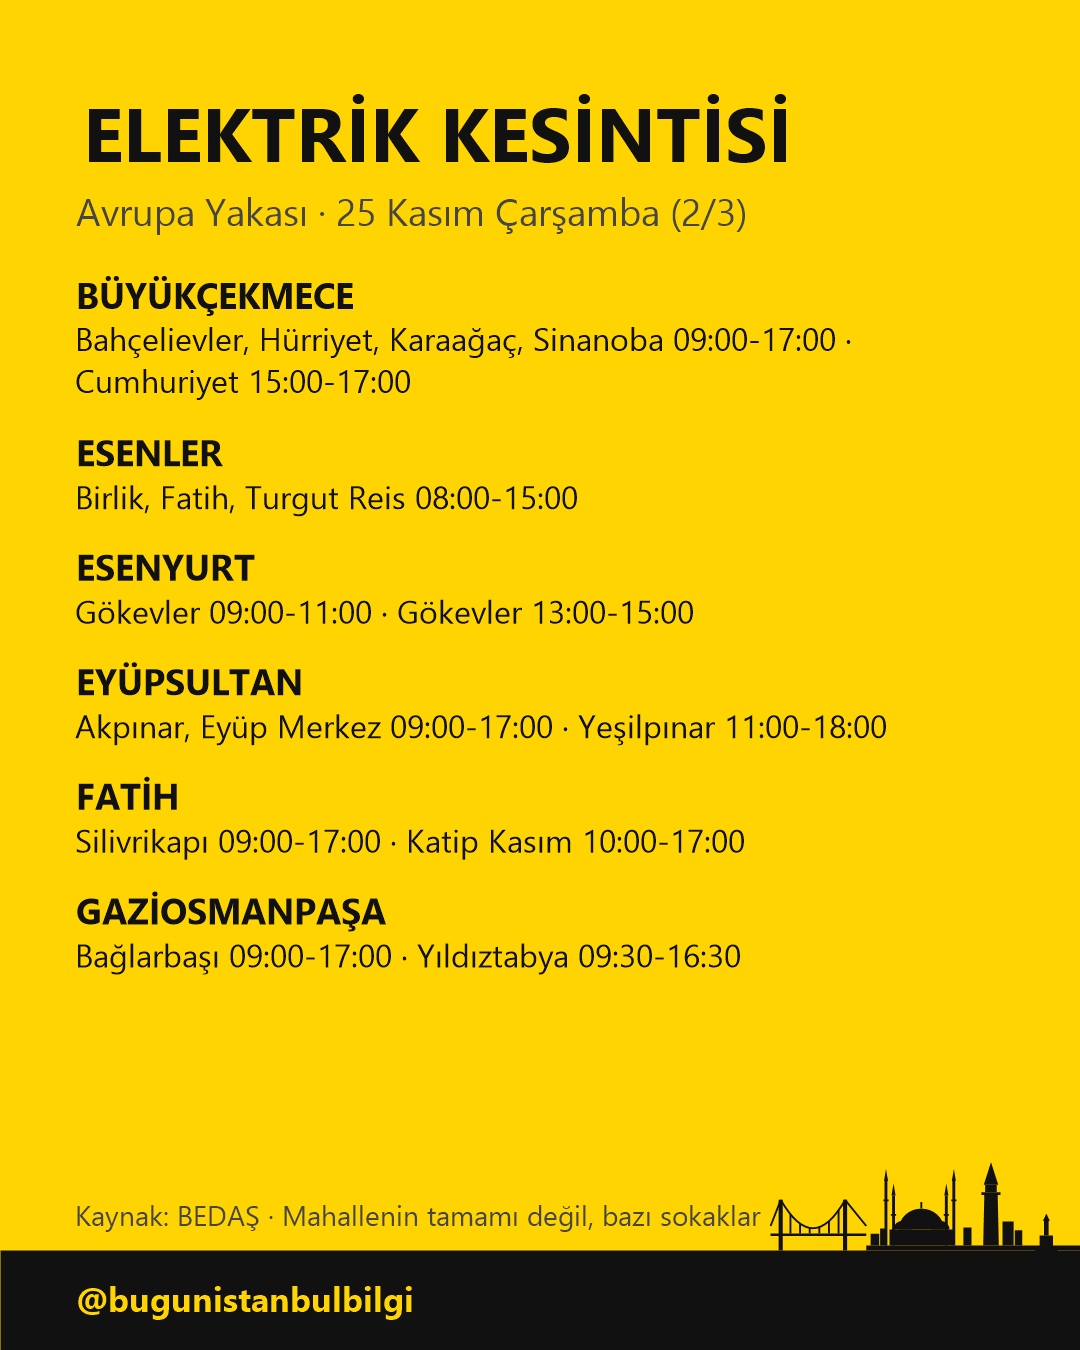 ELEKTRİK KESİNTİSİ
Avrupa Yakası · 25 Kasım Çarşamba (2/3)
BÜYÜKÇEKMECE
Bahçelievler, Hürriyet, Karaağaç, Sinanoba 09:00-17:00 ·
Cumhuriyet 15:00-17:00
ESENLER
Birlik, Fatih, Turgut Reis 08:00-15:00
ESENYURT
Gökevler 09:00-11:00 · Gökevler 13:00-15:00
EYÜPSULTAN
Akpınar, Eyüp Merkez 09:00-17:00 · Yeşilpınar 11:00-18:00
FATİH
Silivrikapı 09:00-17:00 · Katip Kasım 10:00-17:00
GAZİOSMANPAŞA
Bağlarbaşı 09:00-17:00 · Yıldıztabya 09:30-16:30
Kaynak: BEDAŞ · Mahallenin tamamı değil, bazı sokaklar
@bugunistanbulbilgi